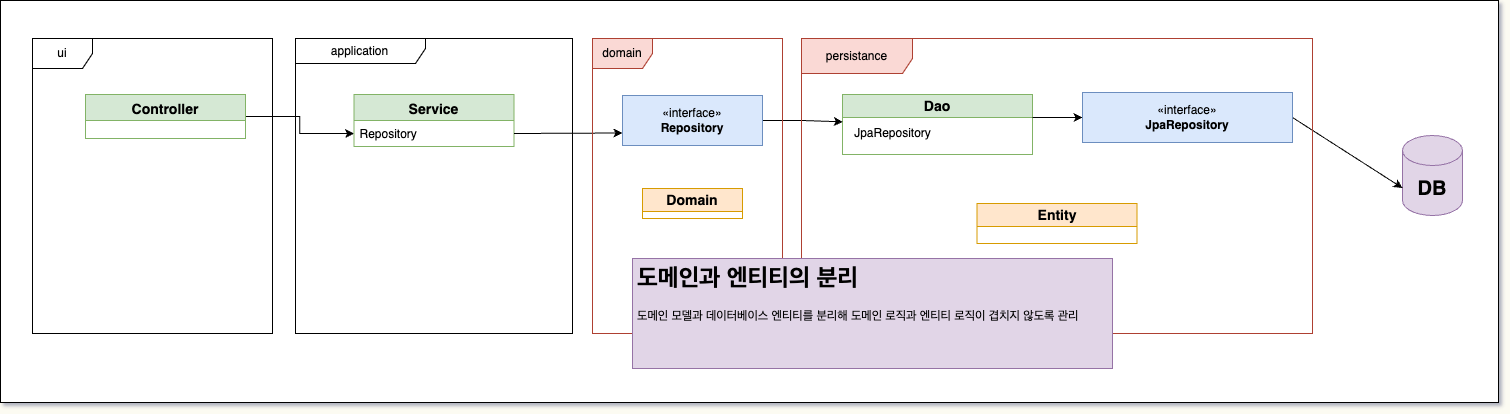 ui
application
domain
persistance
Controller
Service
Repository
«interface»
Repository
Dao
JpaRepository
«interface»
JpaRepository
DB
Domain
Entity
도메인과 엔티티의 분리
도메인 모델과 데이터베이스 엔티티를 분리해 도메인 로직과 엔티티 로직이 겹치지 않도록 관리